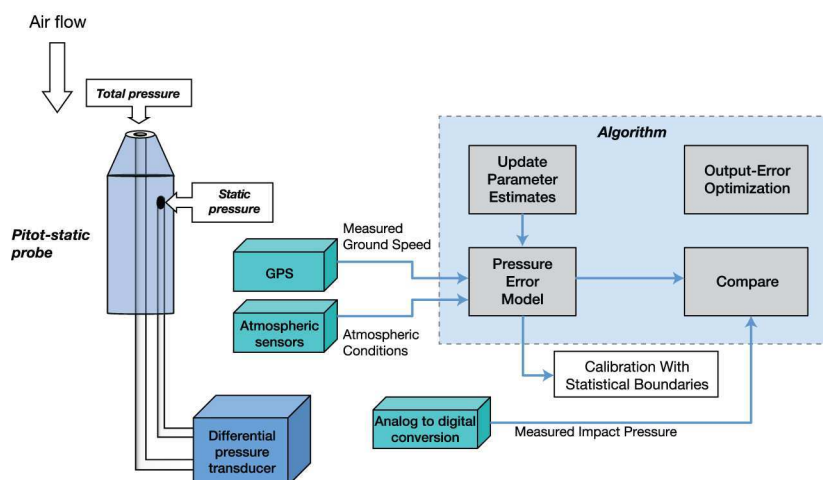 Air flow
Total pressure
Static
pressure
Pitot-static
probe
Differential
pressure
transducer
Algorithm
Update
Parameter
Estimates
Output-Error
Optimization
Measured
Ground Speed
GPS
Pressure
Error
Model
Compare
Atmospheric
sensors
Atmospheric
Conditions
Calibration With
Statistical Boundaries
Analog to digital
conversion
Measured Impact Pressure